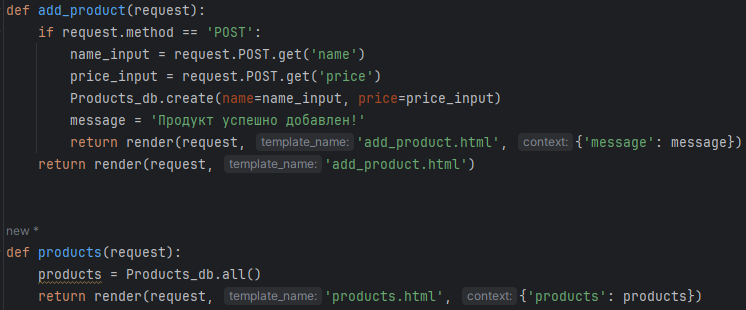 def add_product(request):
    if request.method == 'POST':
        name_input = request.POST.get('name')
        price_input = request.POST.get('price')
        Products_db.create(name=name_input, price=price_input)
        message = 'Продукт успешно добавлен!'
        return render(request, template_name: 'add_product.html', context: {'message': message})
    return render(request, template_name: 'add_product.html')
new *
def products(request):
    products = Products_db.all()
    return render(request, template_name: 'products.html', context: {'products': products})